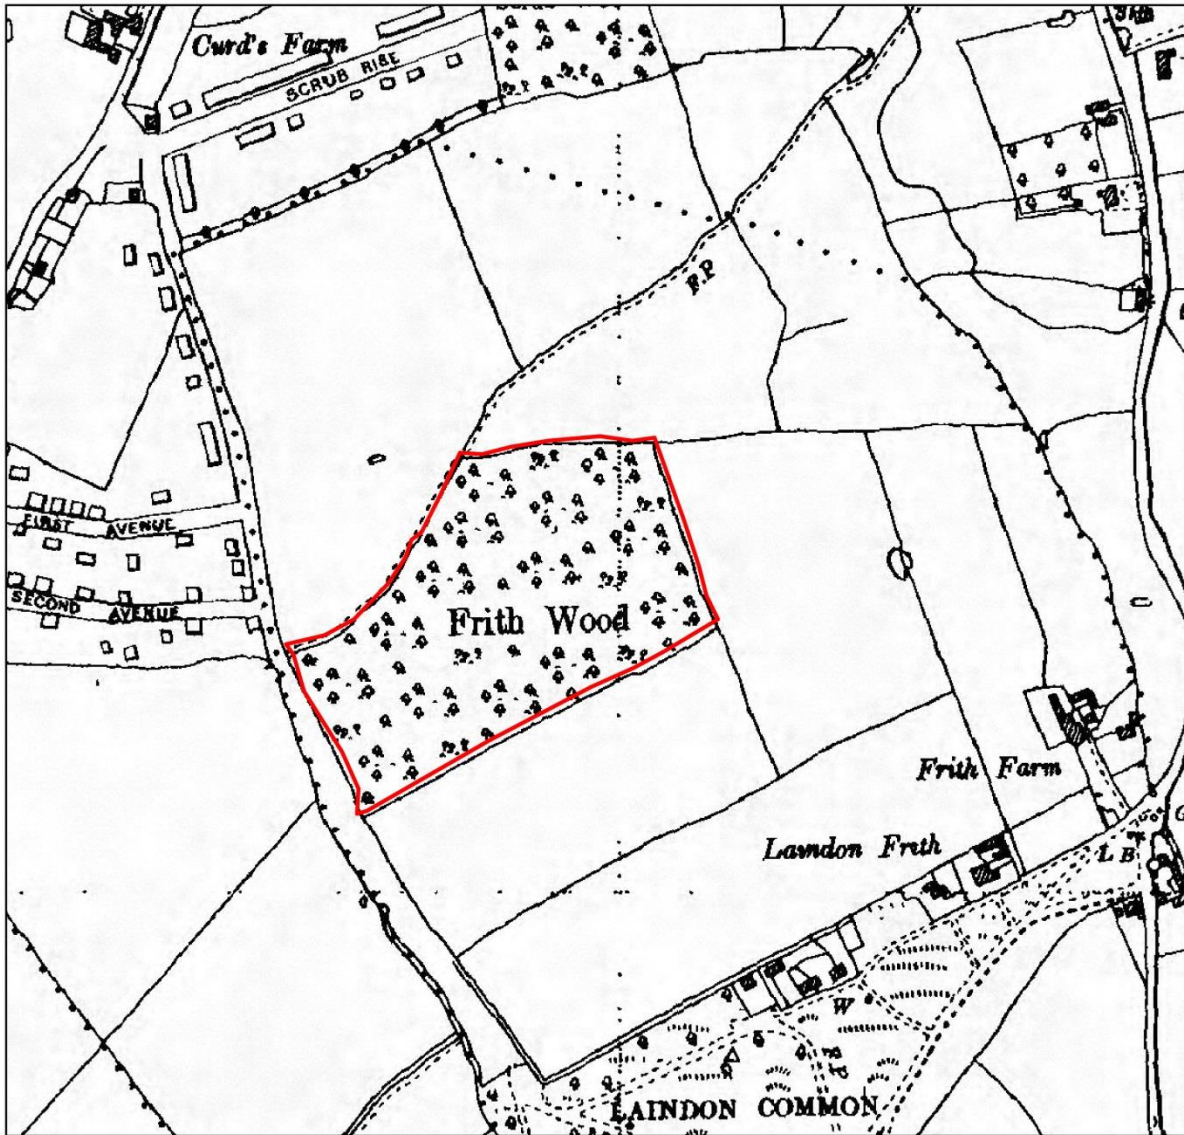 Curd's Farm
SCRUB RISE
F.P
FIRST AVENUE
SECOND AVENUE
Frith Wood
Frith Farm
Laindon Frith
L B
W
LAINDON COMMON